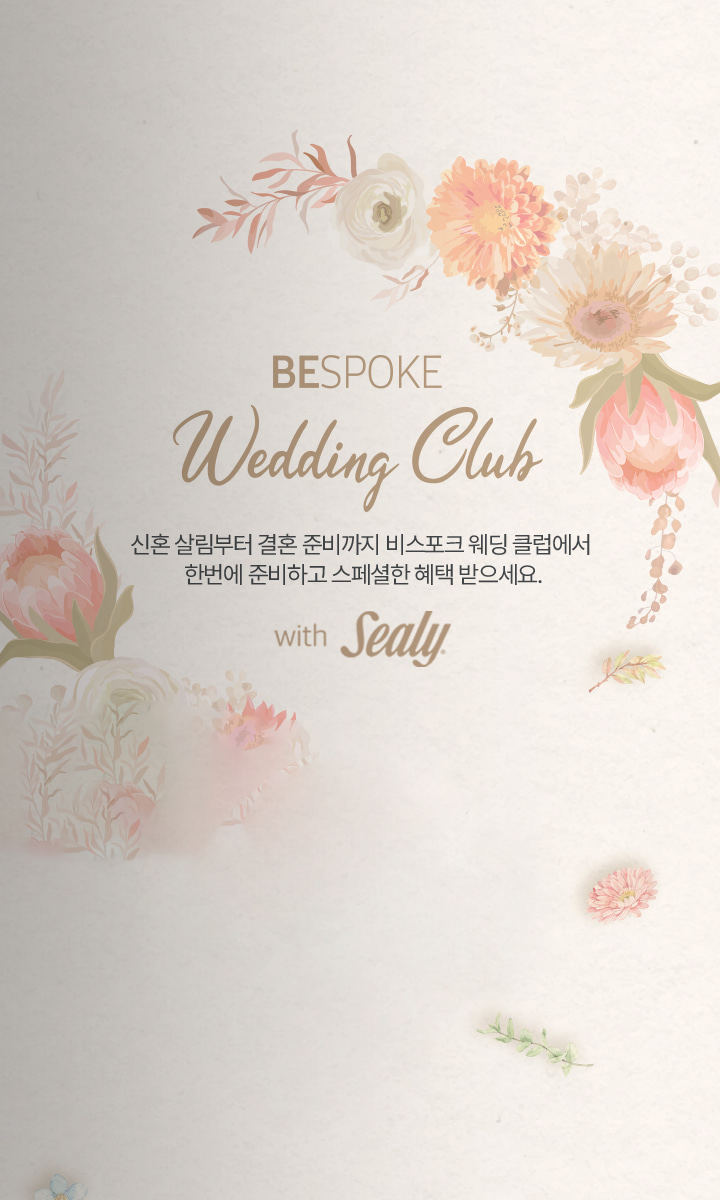 BESPOKE
Wedding Club
신혼 살림부터 결혼 준비까지 비스포크 웨딩 클럽에서
한번에 준비하고 스페셜한 혜택 받으세요.
with Sealy